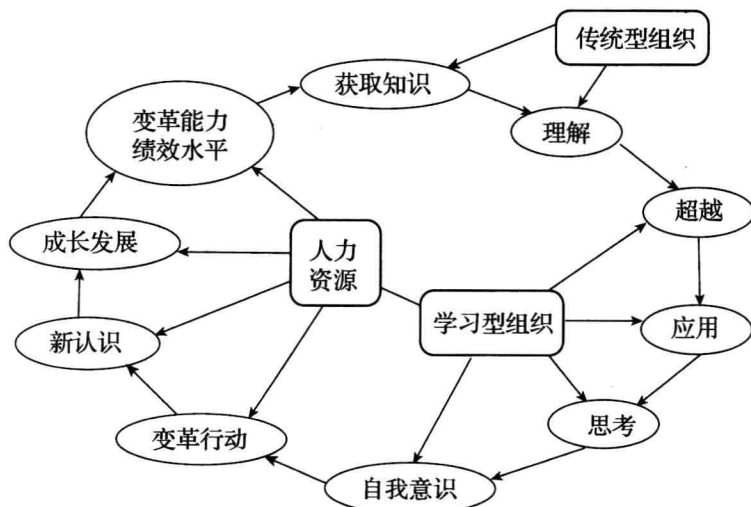 传统型组织
获取知识
变革能力
绩效水平
理解
超越
成长发展
人力
资源
学习型组织
应用
新认识
思考
变革行动
自我意识